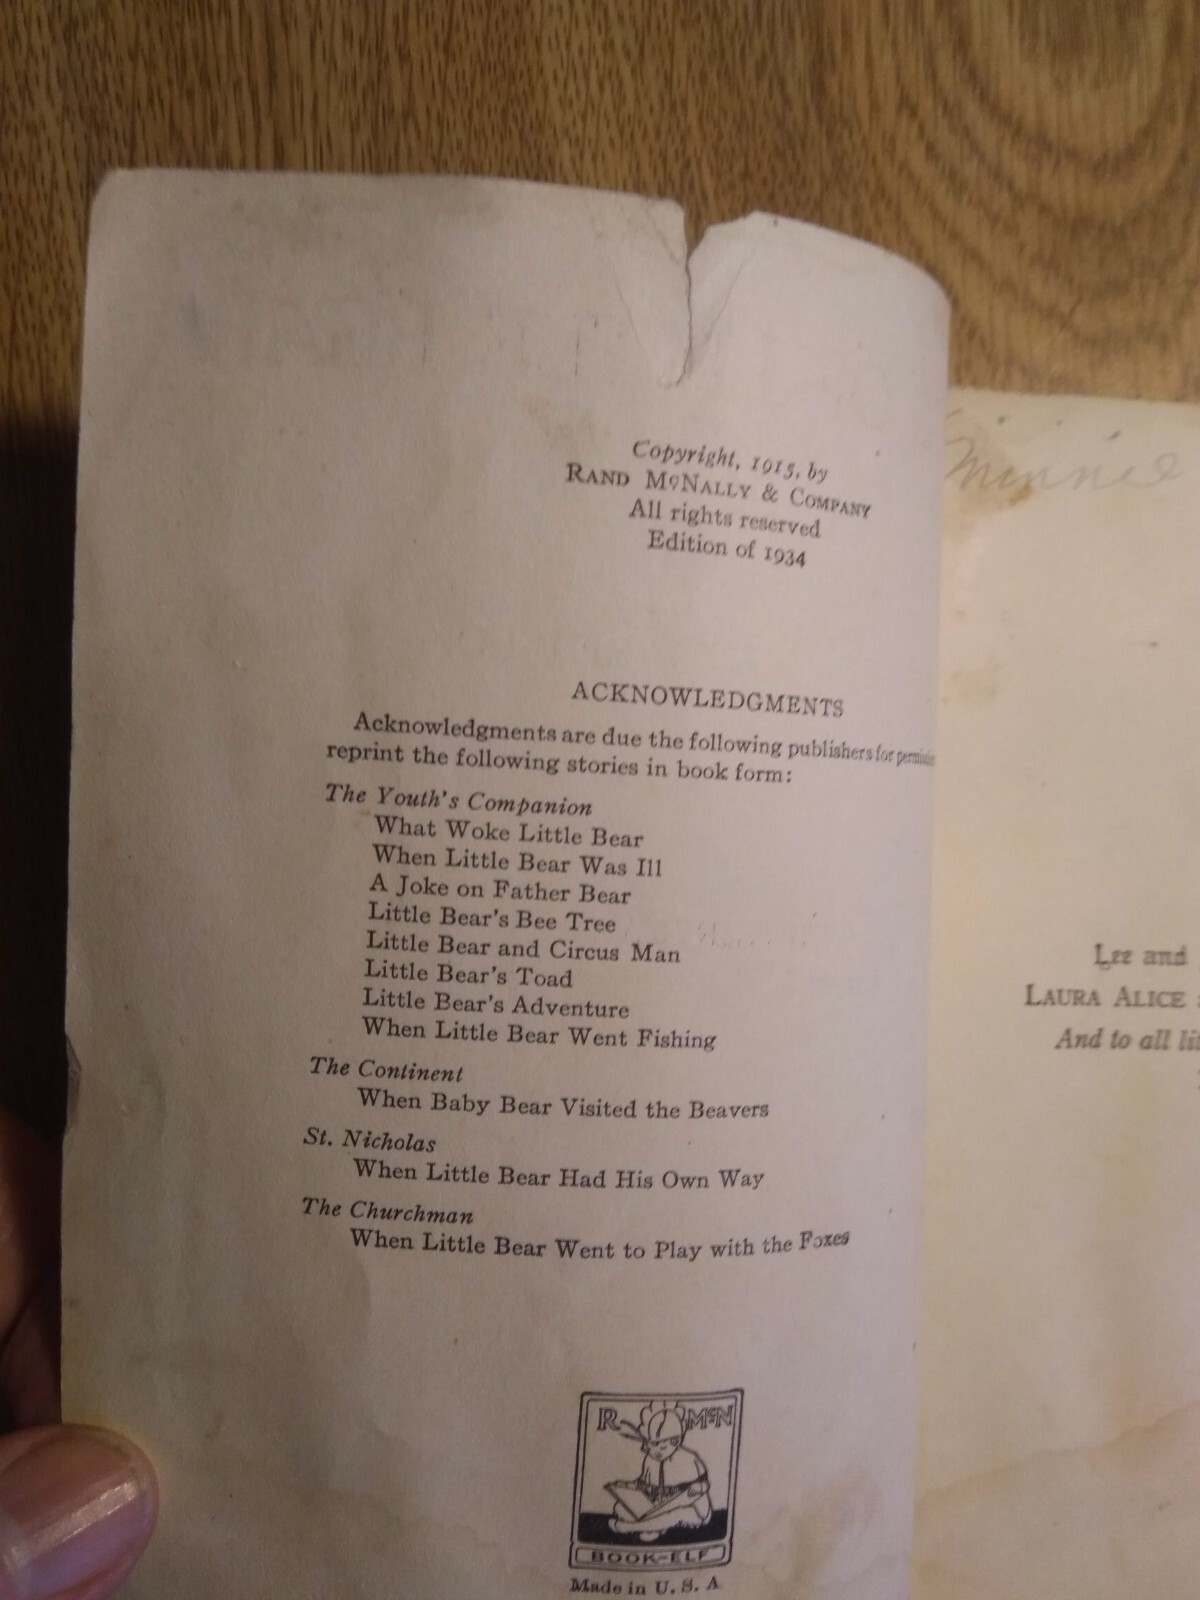 Copyright, 1915, by
RAND MCNALLY & COMPANY
All rights reserved
Edition of 1934
ACKNOWLEDGMENTS
Acknowledgments are due the following publishers for
reprint the following stories in book form:
The Youth's Companion
What Woke Little Bear
When Little Bear Was Ill
A Joke on Father Bear
Little Bear's Bee Tree
Little Bear and Circus Man
Little Bear's Toad
Little Bear's Adventure
When Little Bear Went Fishing
The Continent
When Baby Bear Visited the Beavers
St. Nicholas
When Little Bear Had His Own Way
The Churchman
When Little Bear Went to Play with the Foxes
R McN
BOOK-ELF
Made in U. S. A
Minnie
Lee and
LAURA ALICE
And to all